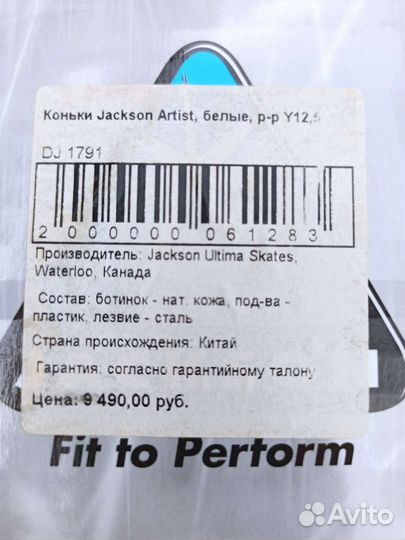 Коньки Jackson Artist, белые, р-р Y12,5
DJ 1791
2 000000 061283
Производитель: Jackson Ultima Skates,
Waterloo, Канада
Состав: ботинок - нат. кожа, под-ва -
пластик, лезвие - сталь
Страна происхождения: Китай
Гарантия: согласно гарантийному талону
Цена: 9 490,00 руб.
Fit to Perform
Avito